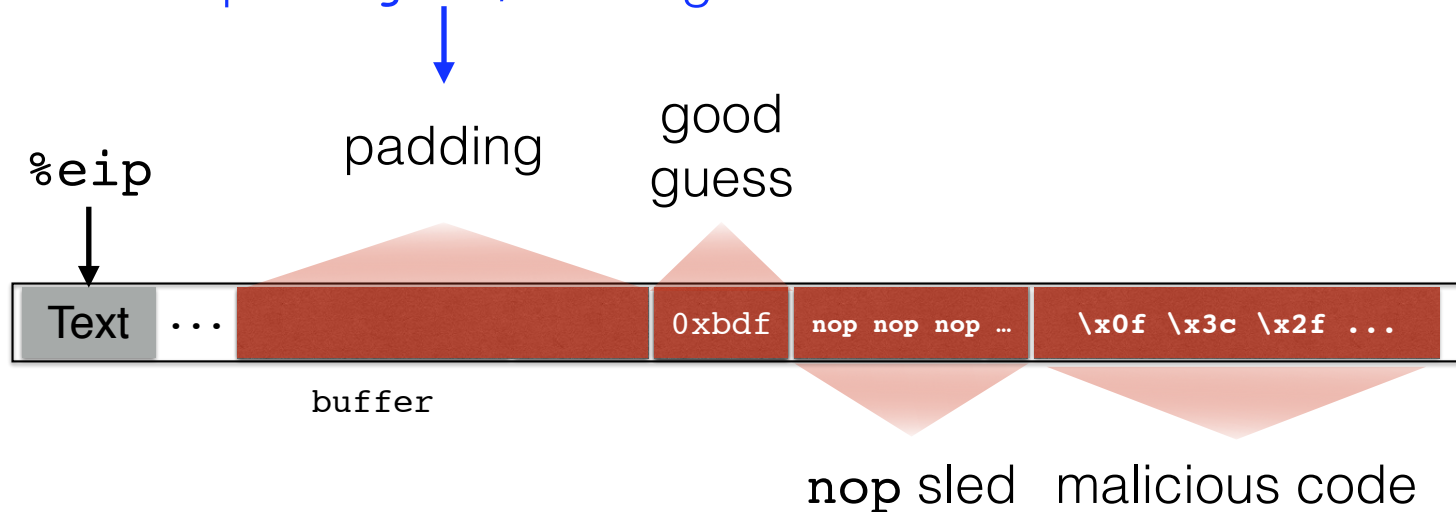 padding
good
guess
%eip
Text ... 0xbdf nop nop nop … \x0f \x3c \x2f ...
buffer
nop sled malicious code